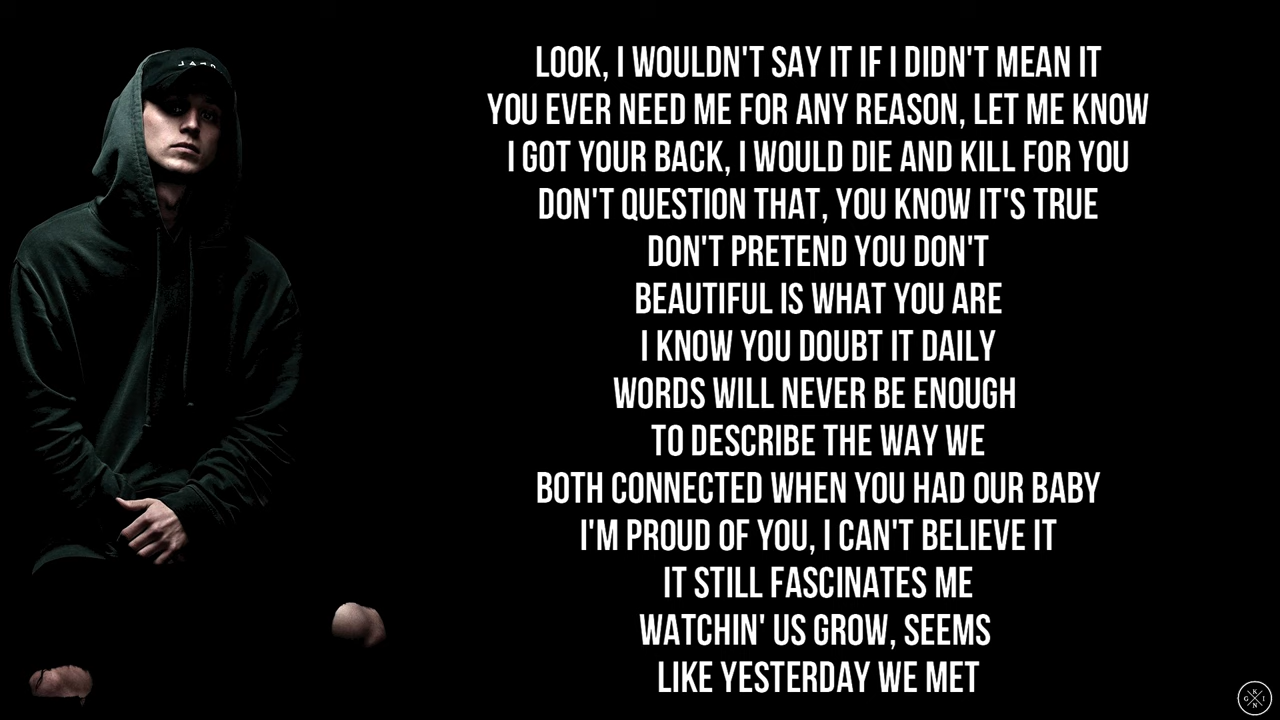 LOOK, I WOULDN'T SAY IT IF I DIDN'T MEAN IT
YOU EVER NEED ME FOR ANY REASON, LET ME KNOW
I GOT YOUR BACK, I WOULD DIE AND KILL FOR YOU
DON'T QUESTION THAT, YOU KNOW IT'S TRUE
DON'T PRETEND YOU DON'T
BEAUTIFUL IS WHAT YOU ARE
I KNOW YOU DOUBT IT DAILY
WORDS WILL NEVER BE ENOUGH
TO DESCRIBE THE WAY WE
BOTH CONNECTED WHEN YOU HAD OUR BABY
I'M PROUD OF YOU, I CAN'T BELIEVE IT
IT STILL FASCINATES ME
WATCHIN' US GROW, SEEMS
LIKE YESTERDAY WE MET
K
G I
N